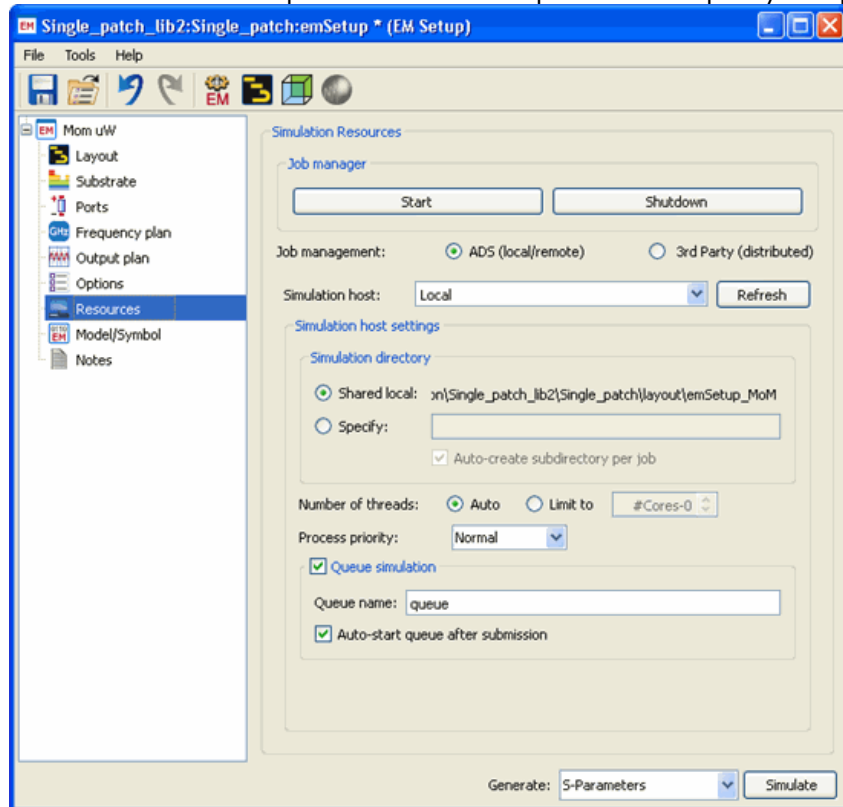 Single_patch_lib2:Single_patch:emSetup * (EM Setup)
File Tools Help
EM
Mom uW
Layout
Substrate
Ports
Frequency plan
Output plan
Options
Resources
Model/Symbol
Notes
Simulation Resources
Job manager
Start Shutdown
Job management: ADS (local/remote) 3rd Party (distributed)
Simulation host: Local Refresh
Simulation host settings
Simulation directory
Shared local: on\Single_patch_lib2\Single_patch\layout\emSetup_MoM
Specify:
Auto-create subdirectory per job
Number of threads: Auto Limit to #Cores-0
Process priority: Normal
Queue simulation
Queue name: queue
Auto-start queue after submission
Generate: S-Parameters Simulate